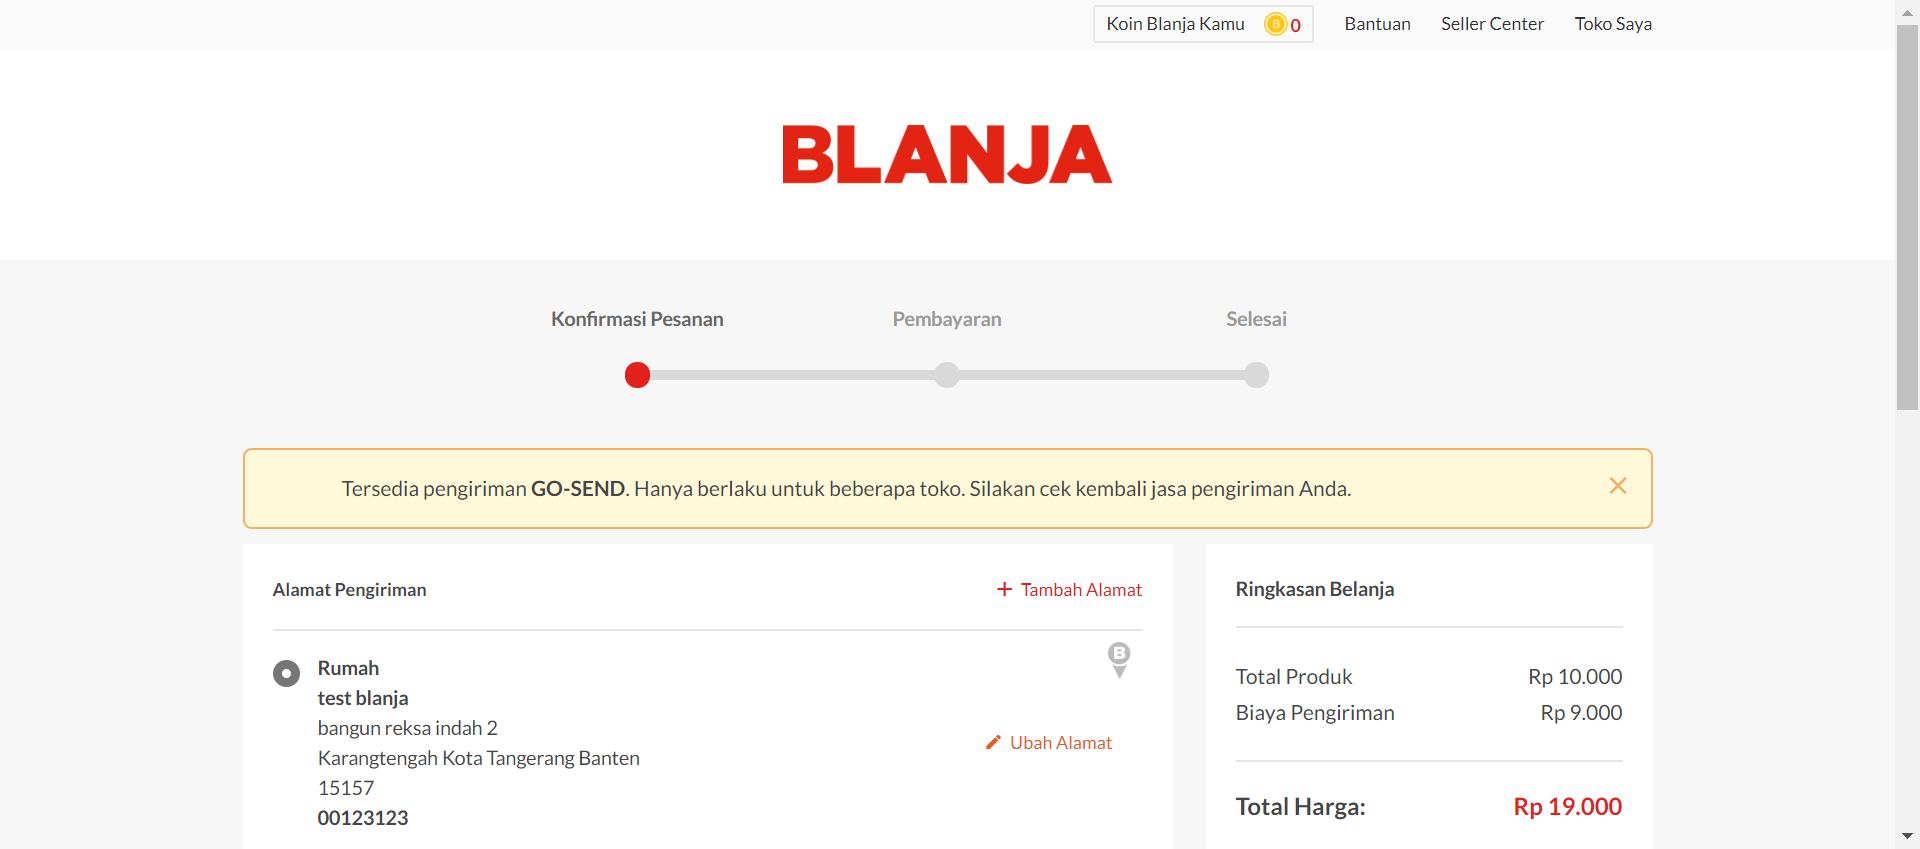 Koin Blanja Kamu B 0 Bantuan Seller Center Toko Saya
BLANJA
Konfirmasi Pesanan Pembayaran Selesai
Tersedia pengiriman GO-SEND. Hanya berlaku untuk beberapa toko. Silakan cek kembali jasa pengiriman Anda.
Alamat Pengiriman
+ Tambah Alamat
B
Rumah
test blanja
bangun reksa indah 2
Karangtengah Kota Tangerang Banten
15157
00123123
Ubah Alamat
Ringkasan Belanja
Total Produk Rp 10.000
Biaya Pengiriman Rp 9.000
Total Harga: Rp 19.000